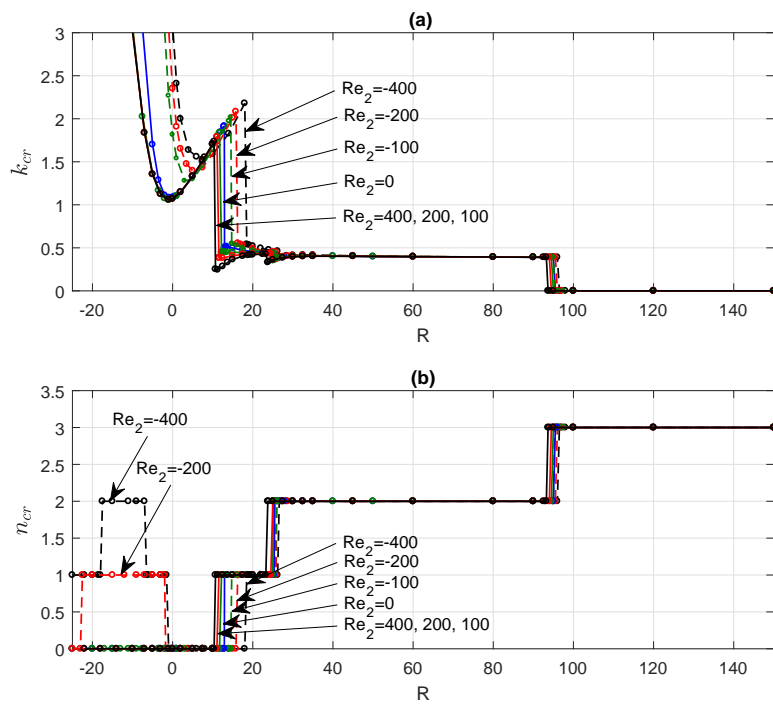 (a)
3
2.5
2
1.5
1
0.5
0
k_cr
Re_2=-400
Re_2=-200
Re_2=-100
Re_2=0
Re_2=400, 200, 100
-20 0 20 40 60 80 100 120 140
R
(b)
3.5
3
2.5
2
1.5
1
0.5
0
n_cr
Re_2=-400
Re_2=-200
Re_2=-400
Re_2=-200
Re_2=-100
Re_2=0
Re_2=400, 200, 100
-20 0 20 40 60 80 100 120 140
R